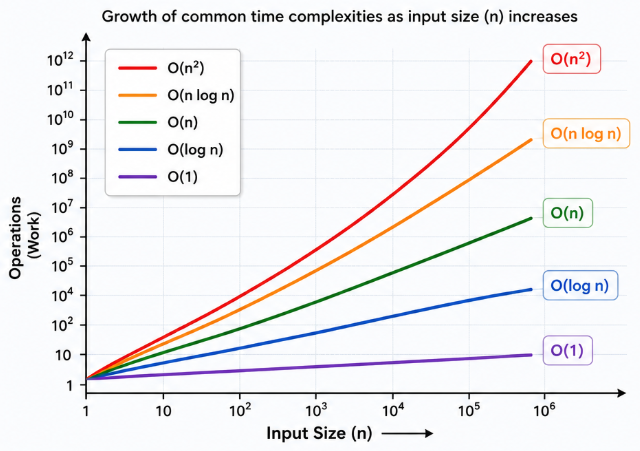 Growth of common time complexities as input size (n) increases
O(n²)
O(n log n)
O(n)
O(log n)
O(1)
10¹²
10¹¹
10¹⁰
10⁹
10⁸
10⁷
10⁶
10⁵
10⁴
10²
10
1
Operations
(Work)
O(n²)
O(n log n)
O(n)
O(log n)
O(1)
1 10 10² 10³ 10⁴ 10⁵ 10⁶
Input Size (n)